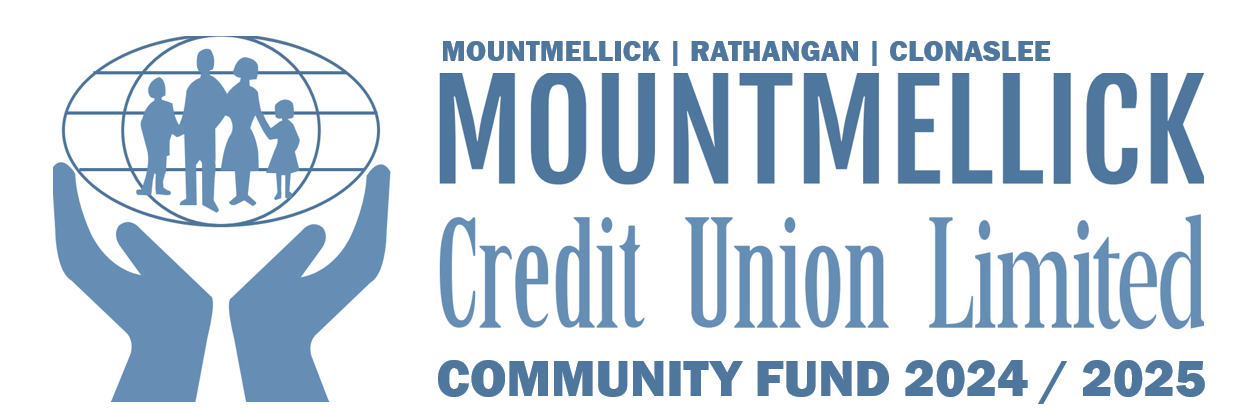 MOUNTMELLICK | RATHANGAN | CLONASLEE
MOUNTMELLICK
Credit Union Limited
COMMUNITY FUND 2024 / 2025